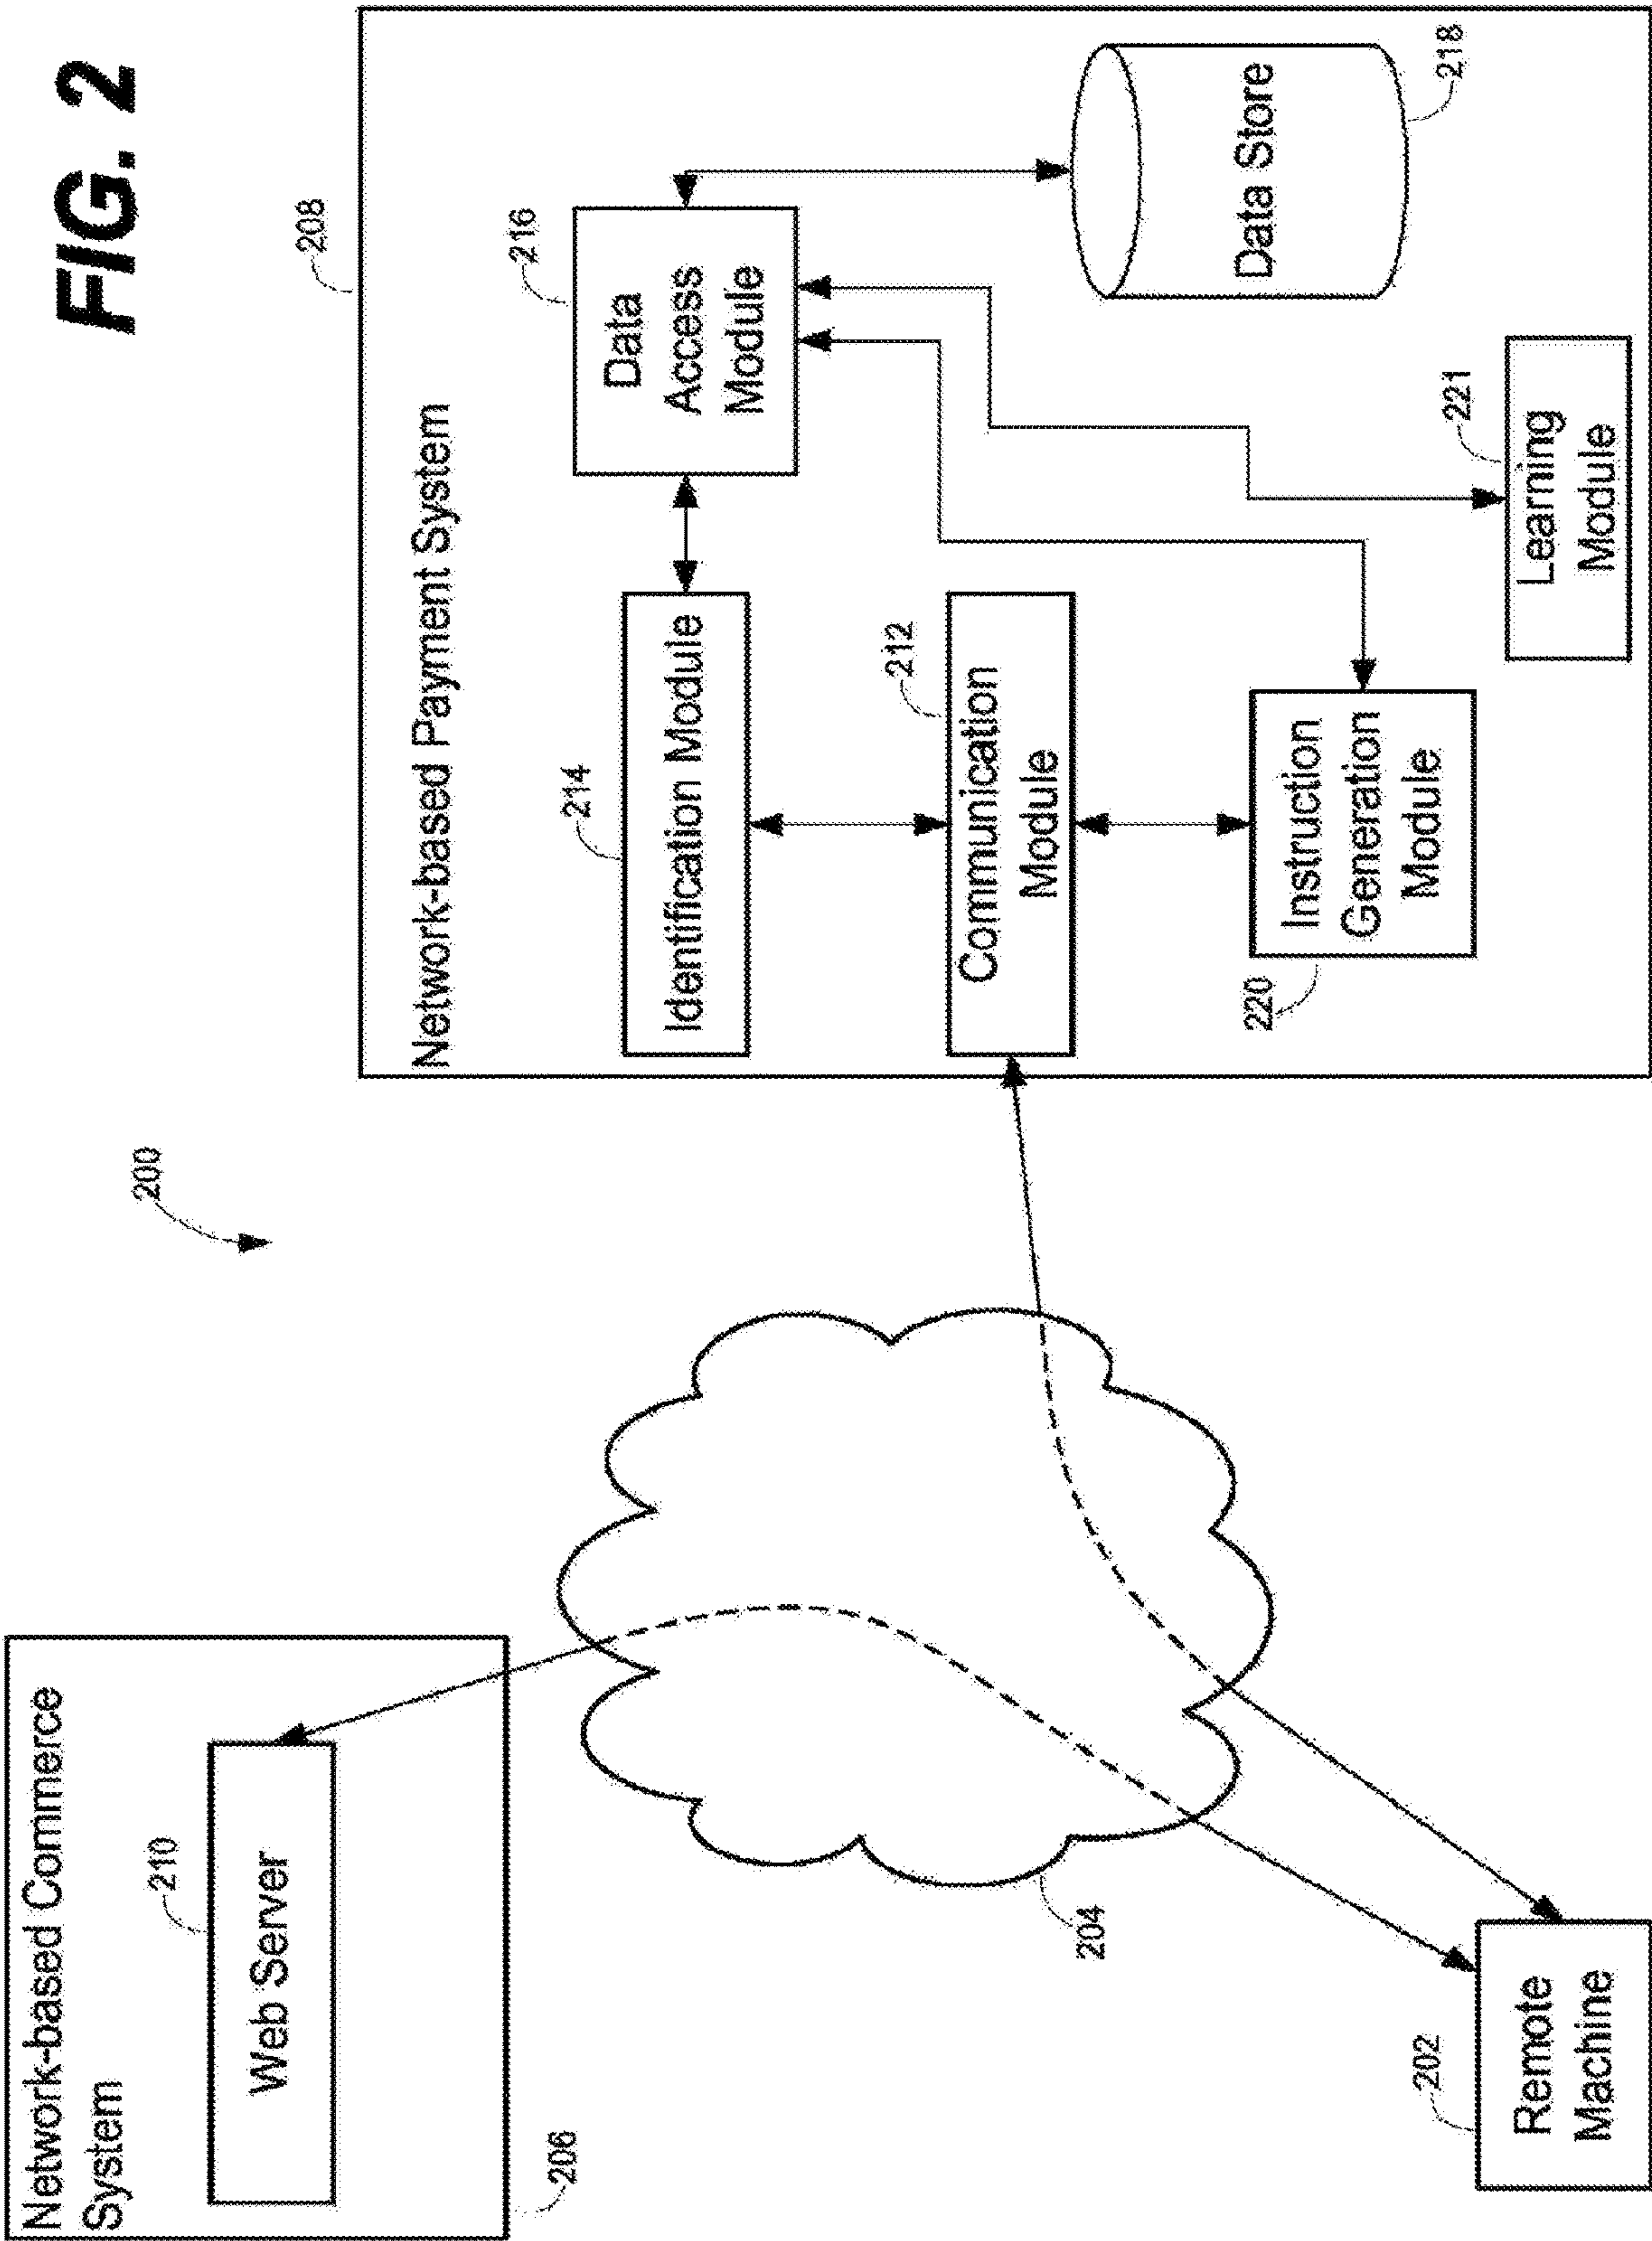 FIG. 2
200
Network-based Commerce
System
210
Web Server
206
204
202
Remote
Machine
208
Network-based Payment System
214
Identification Module
216
Data
Access
Module
212
Communication
Module
220
Instruction
Generation
Module
221
Learning
Module
Data Store
218